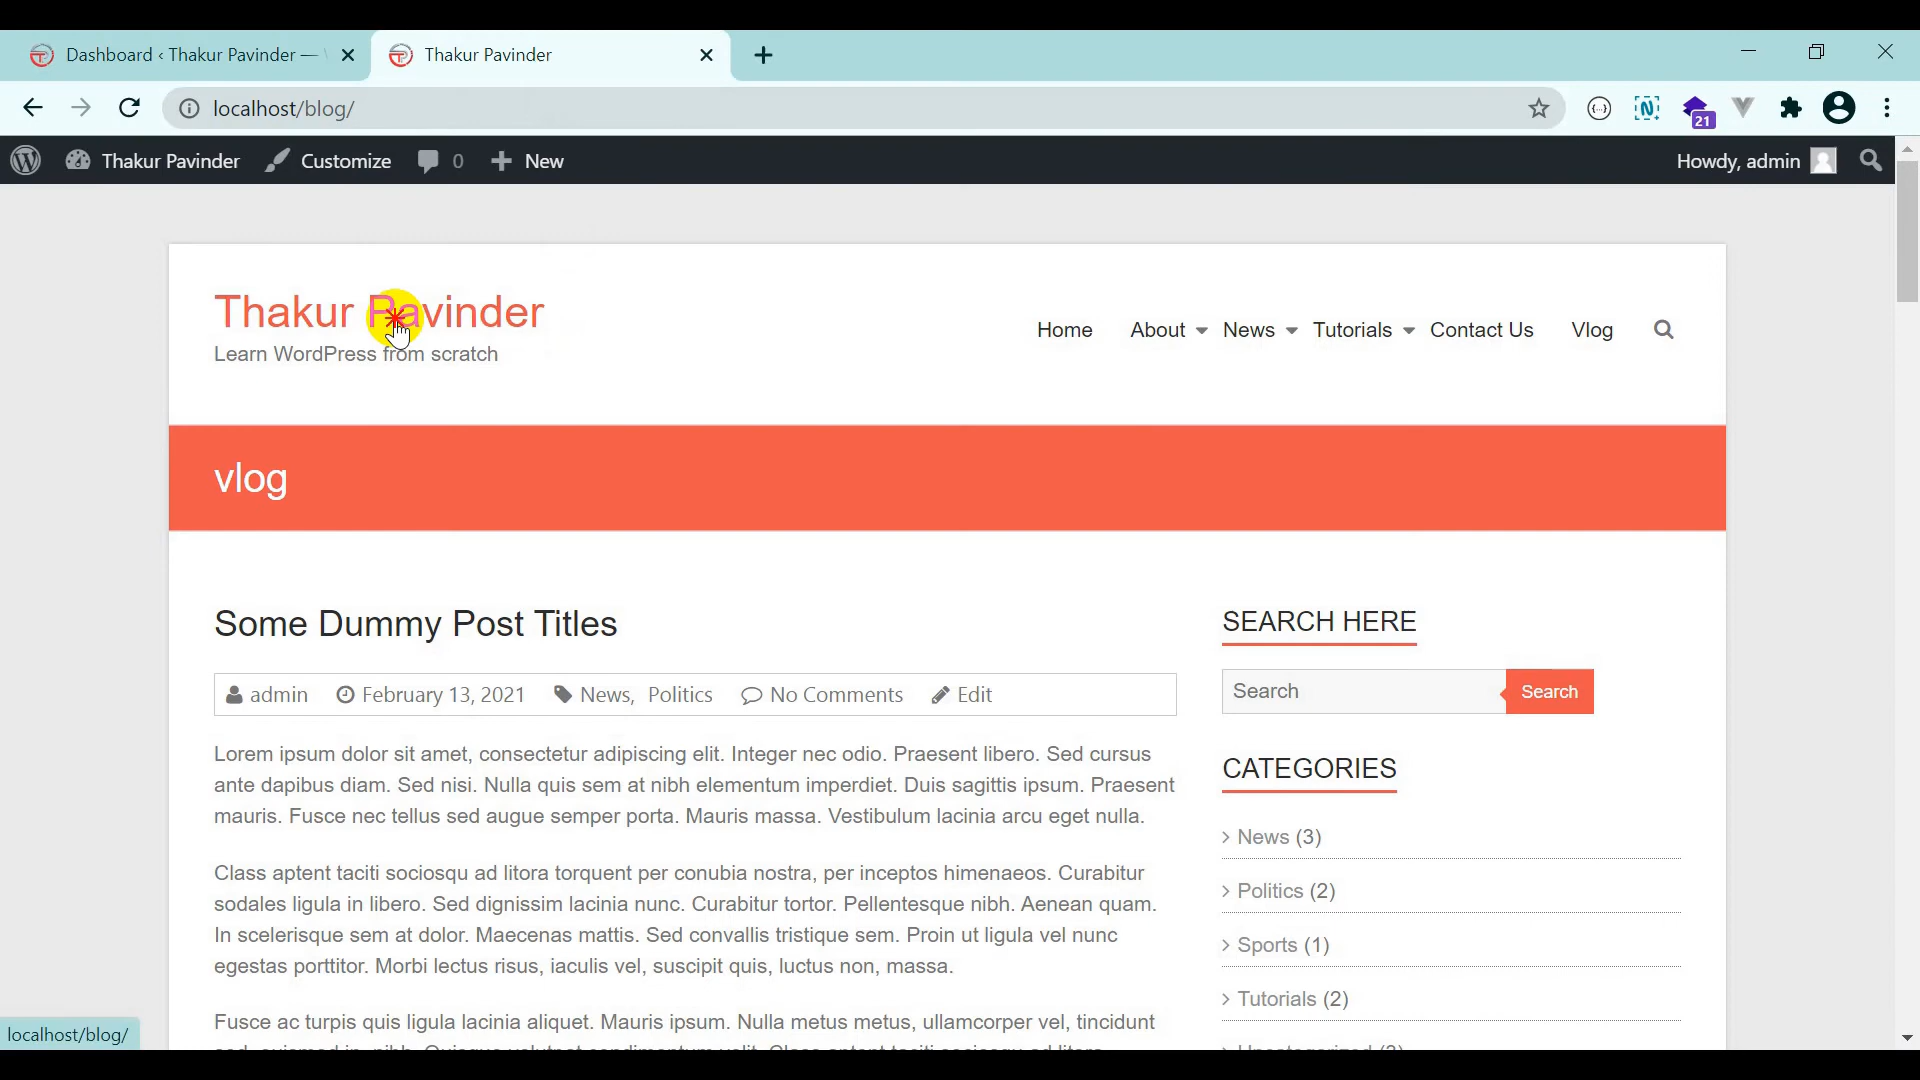 Dashboard ‹ Thakur Pavinder —
Thakur Pavinder
localhost/blog/
21
Thakur Pavinder
Customize
0
New
Howdy, admin
Thakur Pavinder
Learn WordPress from scratch
Home
About
News
Tutorials
Contact Us
Vlog
vlog
Some Dummy Post Titles
admin
February 13, 2021
News, Politics
No Comments
Edit
Lorem ipsum dolor sit amet, consectetur adipiscing elit. Integer nec odio. Praesent libero. Sed cursus
ante dapibus diam. Sed nisi. Nulla quis sem at nibh elementum imperdiet. Duis sagittis ipsum. Praesent
mauris. Fusce nec tellus sed augue semper porta. Mauris massa. Vestibulum lacinia arcu eget nulla.
Class aptent taciti sociosqu ad litora torquent per conubia nostra, per inceptos himenaeos. Curabitur
sodales ligula in libero. Sed dignissim lacinia nunc. Curabitur tortor. Pellentesque nibh. Aenean quam.
In scelerisque sem at dolor. Maecenas mattis. Sed convallis tristique sem. Proin ut ligula vel nunc
egestas porttitor. Morbi lectus risus, iaculis vel, suscipit quis, luctus non, massa.
Fusce ac turpis quis ligula lacinia aliquet. Mauris ipsum. Nulla metus metus, ullamcorper vel, tincidunt
SEARCH HERE
Search
Search
CATEGORIES
News (3)
Politics (2)
Sports (1)
Tutorials (2)
localhost/blog/